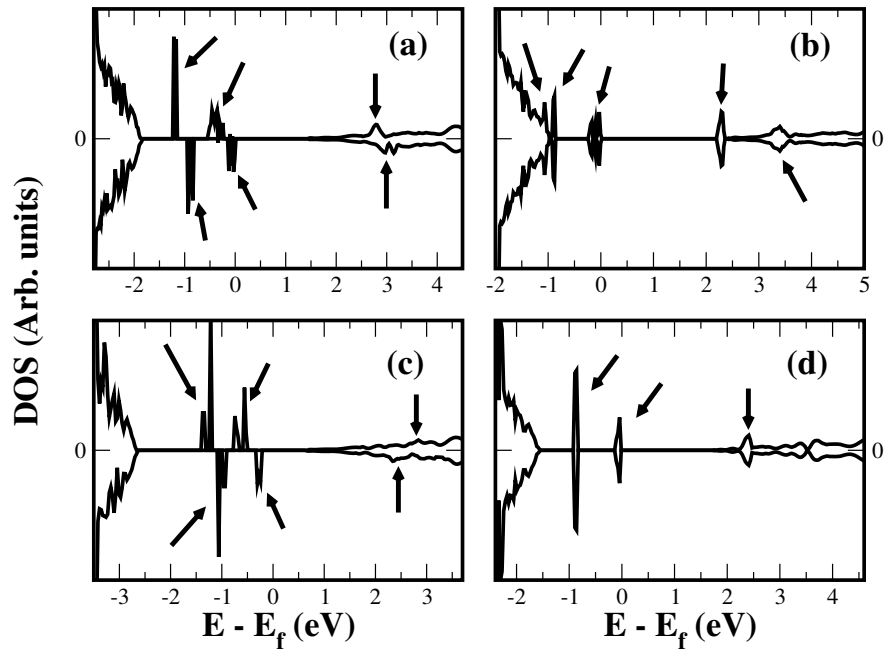 (a)
(b)
0
0
-2 -1 0 1 2 3 4
-2 -1 0 1 2 3 4 5
DOS (Arb. units)
(c)
(d)
0
0
-3 -2 -1 0 1 2 3
-2 -1 0 1 2 3 4
E - E_f (eV)
E - E_f (eV)